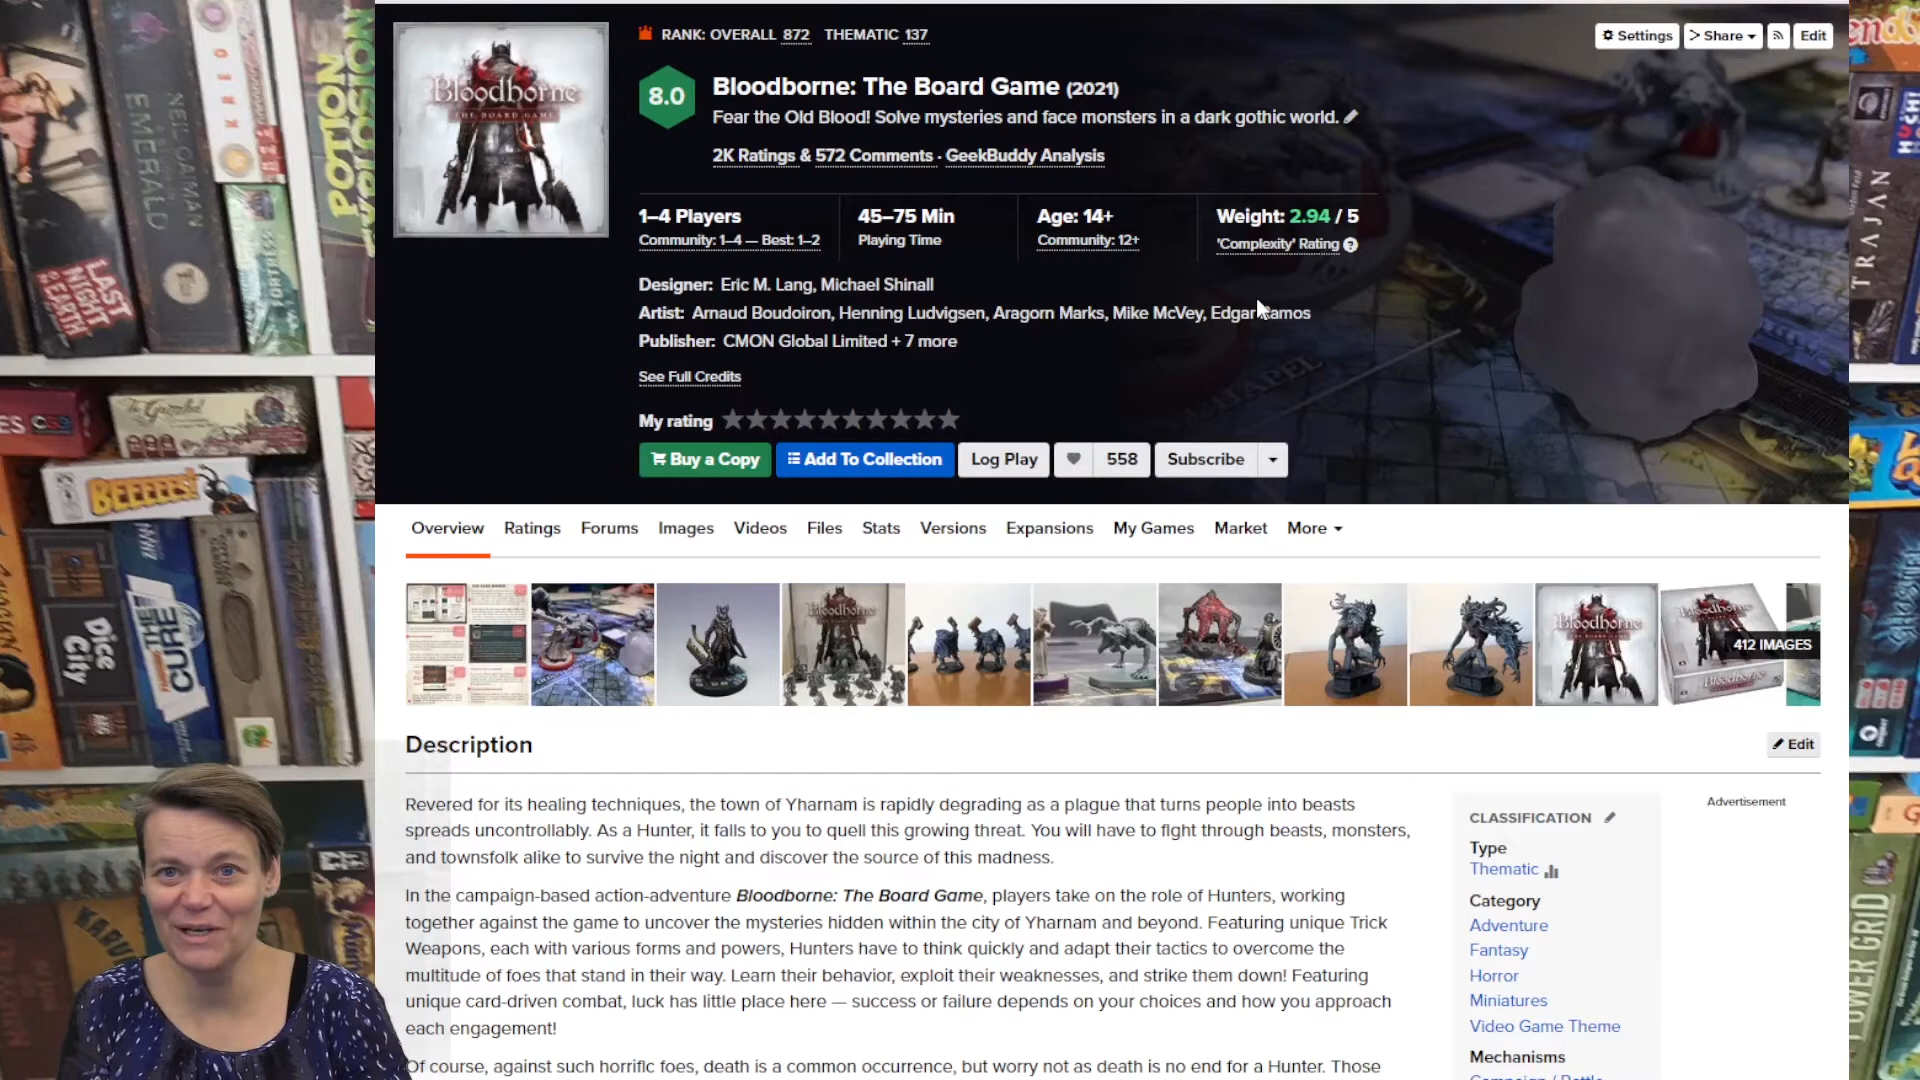 RANK: OVERALL 872 THEMATIC 137
Settings
Share
Edit
8.0
Bloodborne: The Board Game (2021)
Fear the Old Blood! Solve mysteries and face monsters in a dark gothic world.
2K Ratings & 572 Comments · GeekBuddy Analysis
1–4 Players
Community: 1–4 — Best: 1–2
45–75 Min
Playing Time
Age: 14+
Community: 12+
Weight: 2.94 / 5
'Complexity' Rating
Designer: Eric M. Lang, Michael Shinall
Artist: Arnaud Boudoiron, Henning Ludvigsen, Aragorn Marks, Mike McVey, Edgar Ramos
Publisher: CMON Global Limited + 7 more
See Full Credits
My rating
Buy a Copy
Add To Collection
Log Play
558
Subscribe
Bloodborne
THE BOARD GAME
CHAPEL
Overview Ratings Forums Images Videos Files Stats Versions Expansions My Games Market More
Bloodborne
Bloodborne
Bloodborne
412 IMAGES
Description
Edit
Revered for its healing techniques, the town of Yharnam is rapidly degrading as a plague that turns people into beasts
spreads uncontrollably. As a Hunter, it falls to you to quell this growing threat. You will have to fight through beasts, monsters,
and townsfolk alike to survive the night and discover the source of this madness.
In the campaign-based action-adventure Bloodborne: The Board Game, players take on the role of Hunters, working
together against the game to uncover the mysteries hidden within the city of Yharnam and beyond. Featuring unique Trick
Weapons, each with various forms and powers, Hunters have to think quickly and adapt their tactics to overcome the
multitude of foes that stand in their way. Learn their behavior, exploit their weaknesses, and strike them down! Featuring
unique card-driven combat, luck has little place here — success or failure depends on your choices and how you approach
each engagement!
Of course, against such horrific foes, death is a common occurrence, but worry not as death is no end for a Hunter. Those
CLASSIFICATION
Type
Thematic
Category
Adventure
Fantasy
Horror
Miniatures
Video Game Theme
Mechanisms
Advertisement
LAST
NIGHT
ON EARTH
NEIL GAIMAN
EMERALD
KREO
POTION
FORTRESS
BEEEEES!
Dice
City
THE
CURE
TRAJAN
POWER GRID